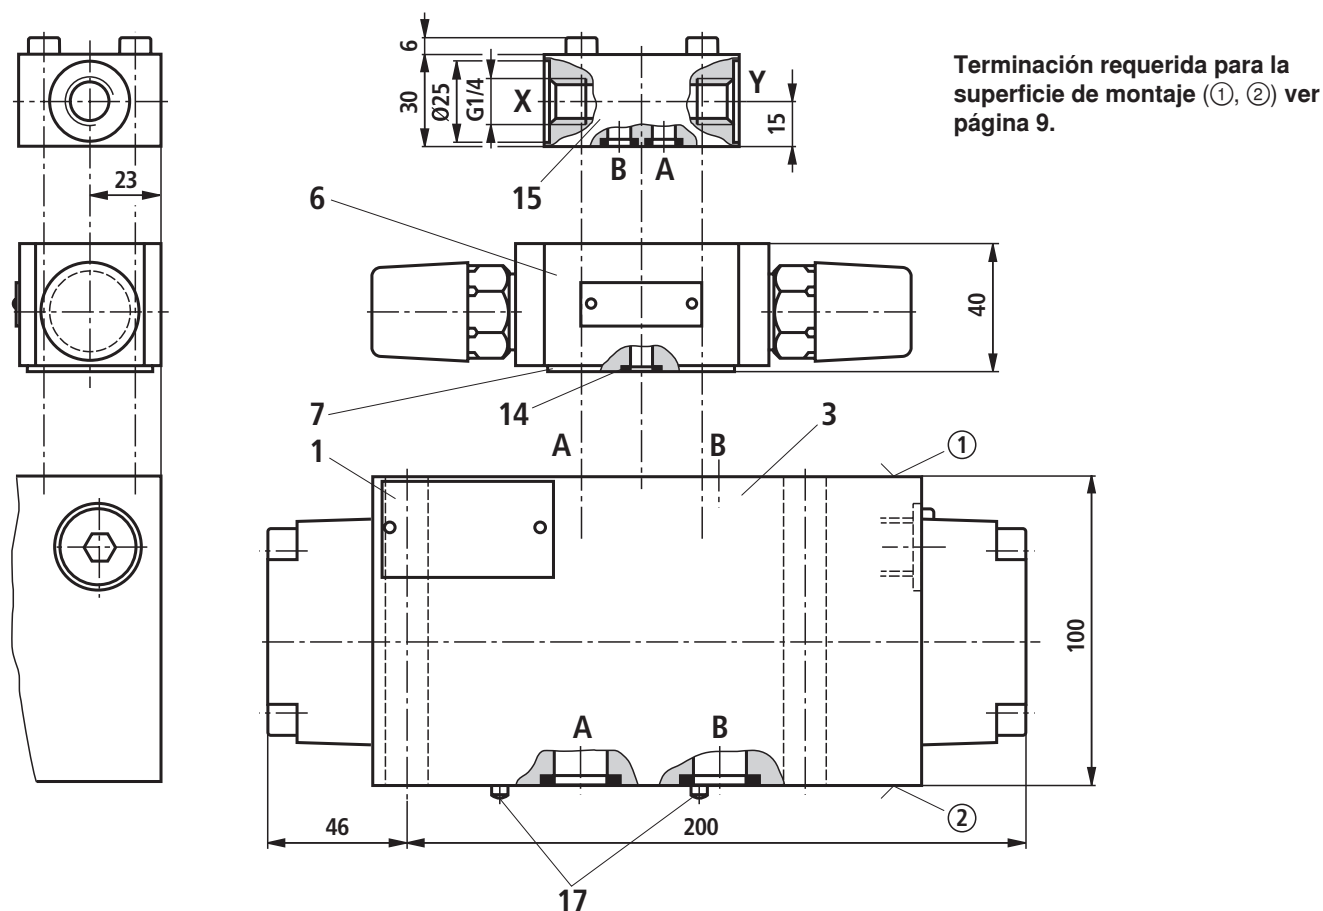 6
30
Ø25
G1/4
X
Y
15
B
A
Terminación requerida para la
superficie de montaje (①, ②) ver
página 9.
23
6
15
40
7
14
3
1
A
B
①
100
A
B
②
46
200
17